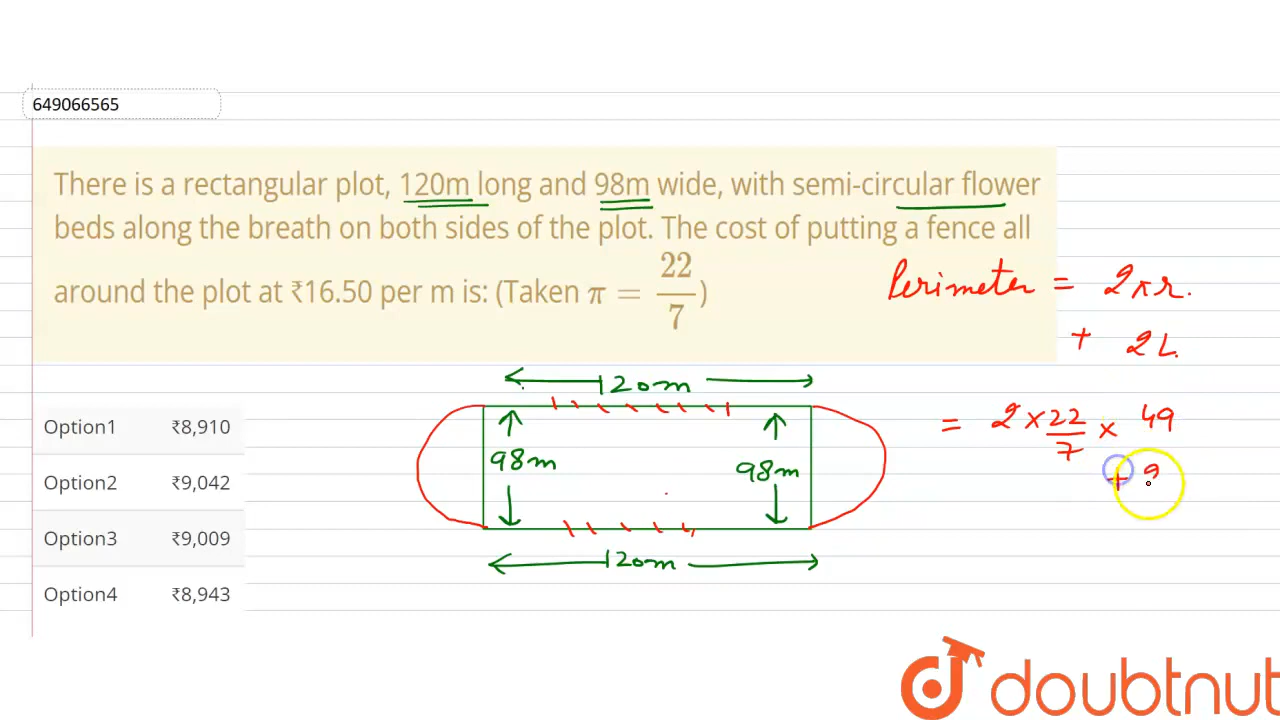 649066565
There is a rectangular plot, 120m long and 98m wide, with semi-circular flower
beds along the breath on both sides of the plot. The cost of putting a fence all
around the plot at ₹16.50 per m is: (Taken π = 22/7)
Perimeter = 2πr.
+ 2L.
Option1 ₹8,910
Option2 ₹9,042
Option3 ₹9,009
Option4 ₹8,943
120m
98m
98m
120m
= 2 × 22/7 × 49
+
doubtnut